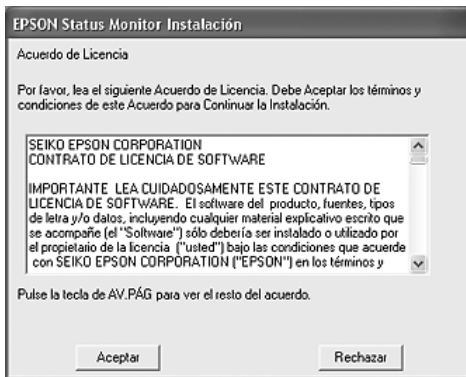 EPSON Status Monitor Instalación
Acuerdo de Licencia
Por favor, lea el siguiente Acuerdo de Licencia. Debe Aceptar los términos y
condiciones de este Acuerdo para Continuar la Instalación.
SEIKO EPSON CORPORATION
CONTRATO DE LICENCIA DE SOFTWARE
IMPORTANTE LEA CUIDADOSAMENTE ESTE CONTRATO DE
LICENCIA DE SOFTWARE. El software del producto, fuentes, tipos
de letra y/o datos, incluyendo cualquier material explicativo escrito que
se acompañe (el "Software") sólo debería ser instalado o utilizado por
el propietario de la licencia ("usted") bajo las condiciones que acuerde
con SEIKO EPSON CORPORATION ("EPSON") en los términos y
Pulse la tecla de AV.PÁG para ver el resto del acuerdo.
Aceptar
Rechazar